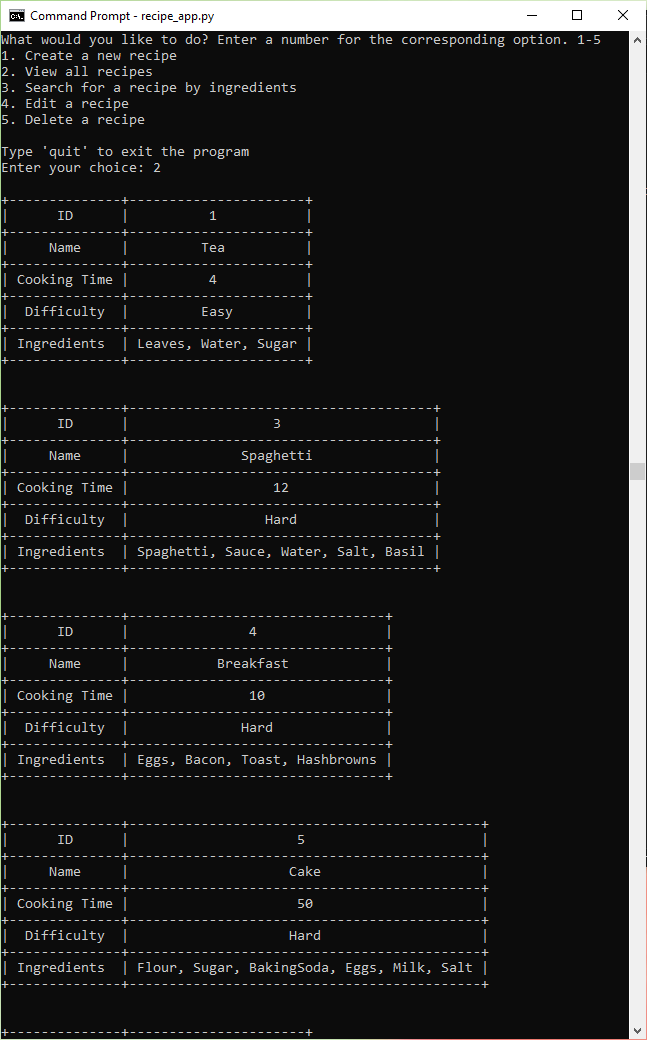 Command Prompt - recipe_app.py
What would you like to do? Enter a number for the corresponding option. 1-5
1. Create a new recipe
2. View all recipes
3. Search for a recipe by ingredients
4. Edit a recipe
5. Delete a recipe
Type 'quit' to exit the program
Enter your choice: 2
+--------------+----------------------+
|      ID      |          1           |
+--------------+----------------------+
|     Name     |         Tea          |
+--------------+----------------------+
| Cooking Time |          4           |
+--------------+----------------------+
|  Difficulty  |         Easy         |
+--------------+----------------------+
| Ingredients  | Leaves, Water, Sugar |
+--------------+----------------------+
+--------------+--------------------------------------+
|      ID      |                  3                   |
+--------------+--------------------------------------+
|     Name     |              Spaghetti               |
+--------------+--------------------------------------+
| Cooking Time |                  12                  |
+--------------+--------------------------------------+
|  Difficulty  |                 Hard                 |
+--------------+--------------------------------------+
| Ingredients  | Spaghetti, Sauce, Water, Salt, Basil |
+--------------+--------------------------------------+
+--------------+--------------------------------+
|      ID      |               4                |
+--------------+--------------------------------+
|     Name     |           Breakfast            |
+--------------+--------------------------------+
| Cooking Time |               10               |
+--------------+--------------------------------+
|  Difficulty  |              Hard              |
+--------------+--------------------------------+
| Ingredients  | Eggs, Bacon, Toast, Hashbrowns |
+--------------+--------------------------------+
+--------------+--------------------------------------------+
|      ID      |                     5                      |
+--------------+--------------------------------------------+
|     Name     |                    Cake                    |
+--------------+--------------------------------------------+
| Cooking Time |                     50                     |
+--------------+--------------------------------------------+
|  Difficulty  |                    Hard                    |
+--------------+--------------------------------------------+
| Ingredients  | Flour, Sugar, BakingSoda, Eggs, Milk, Salt |
+--------------+--------------------------------------------+
+--------------+----------------------+